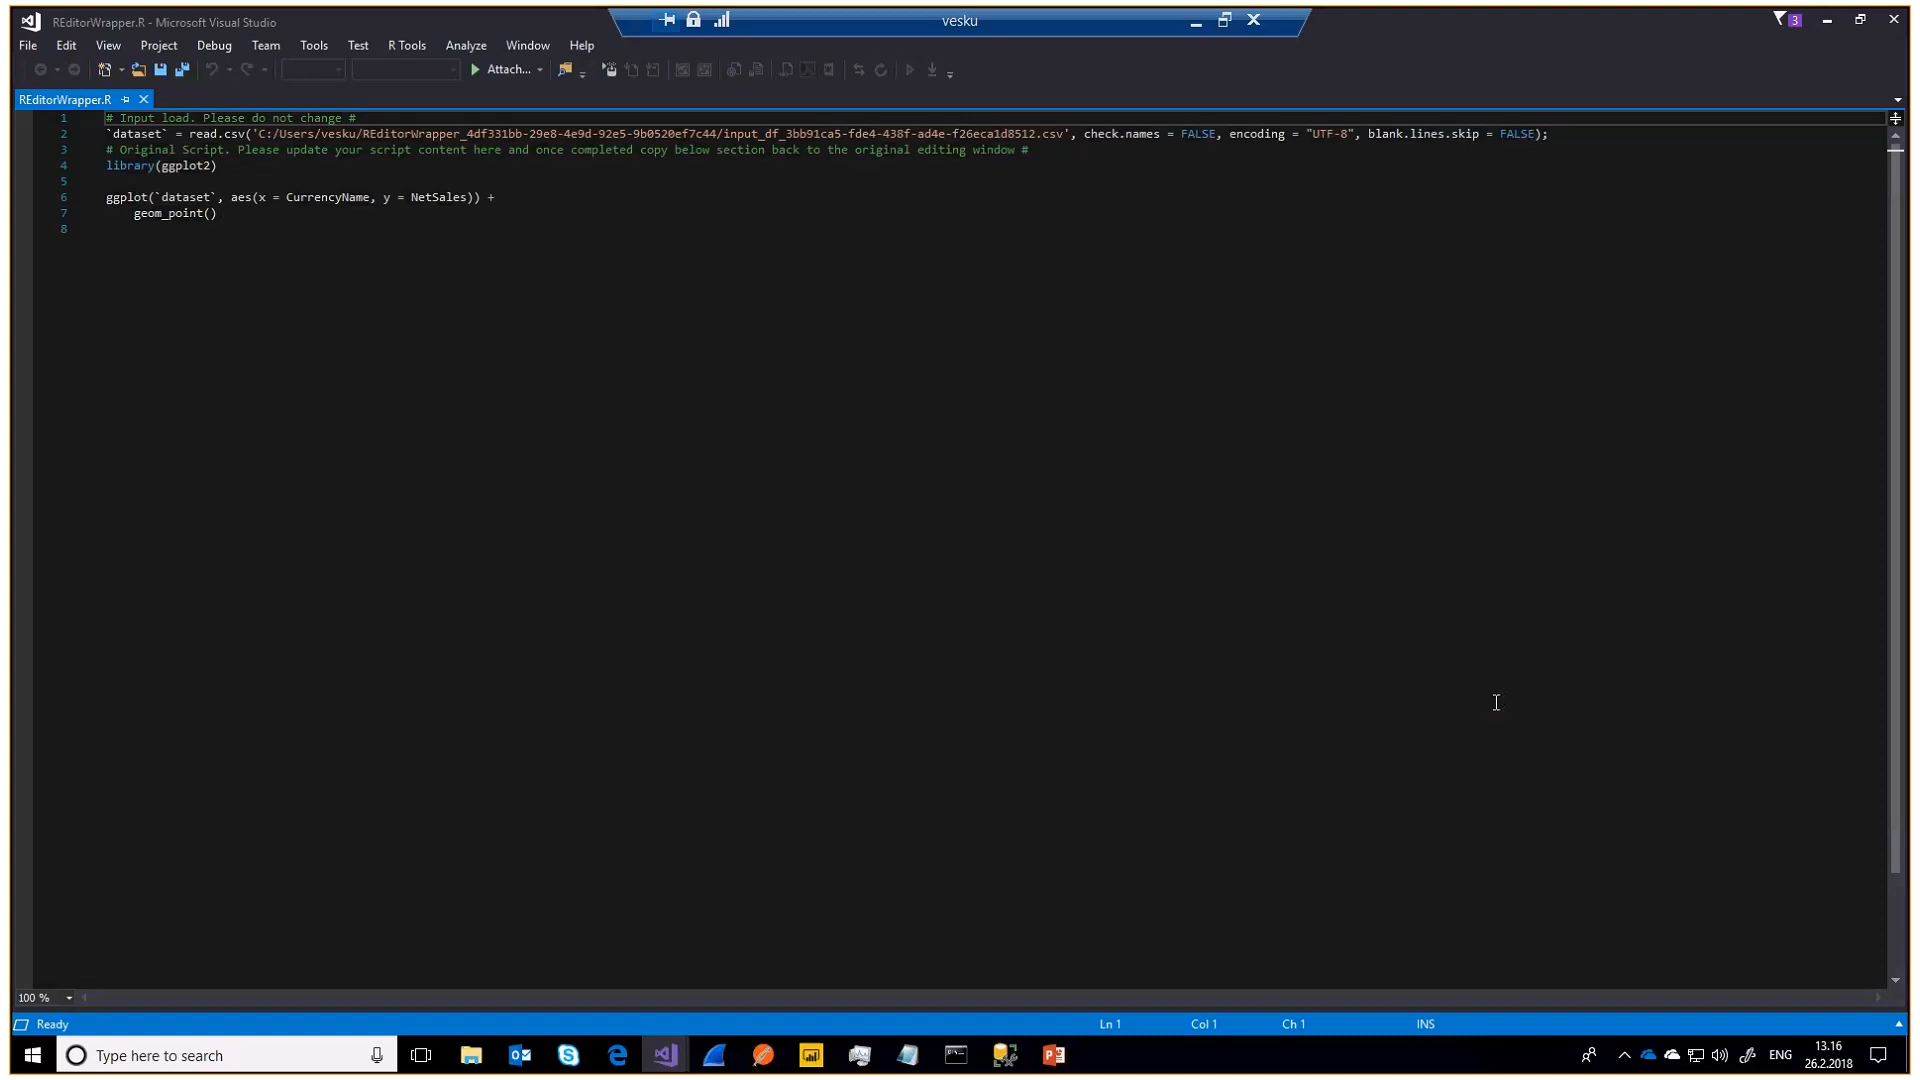 REditorWrapper.R - Microsoft Visual Studio
vesku
3
File Edit View Project Debug Team Tools Test R Tools Analyze Window Help
Attach...
REditorWrapper.R
1 # Input load. Please do not change #
2 `dataset` = read.csv('C:/Users/vesku/REditorWrapper_4df331bb-29e8-4e9d-92e5-9b0520ef7c44/input_df_3bb91ca5-fde4-438f-ad4e-f26eca1d8512.csv', check.names = FALSE, encoding = "UTF-8", blank.lines.skip = FALSE);
3 # Original Script. Please update your script content here and once completed copy below section back to the original editing window #
4 library(ggplot2)
5
6 ggplot(`dataset`, aes(x = CurrencyName, y = NetSales)) +
7 geom_point()
8
100 %
Ready Ln 1 Col 1 Ch 1 INS
Type here to search
ENG
13.16
26.2.2018